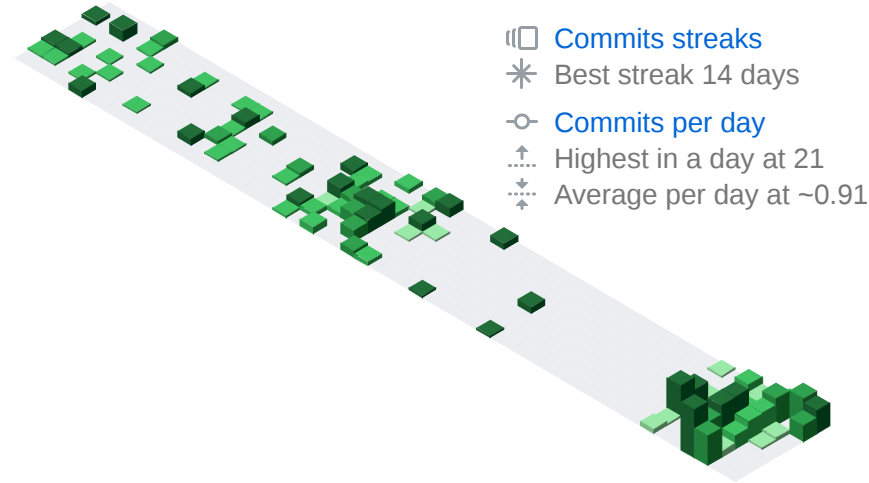 Commits streaks
Best streak 14 days
Commits per day
Highest in a day at 21
Average per day at ~0.91